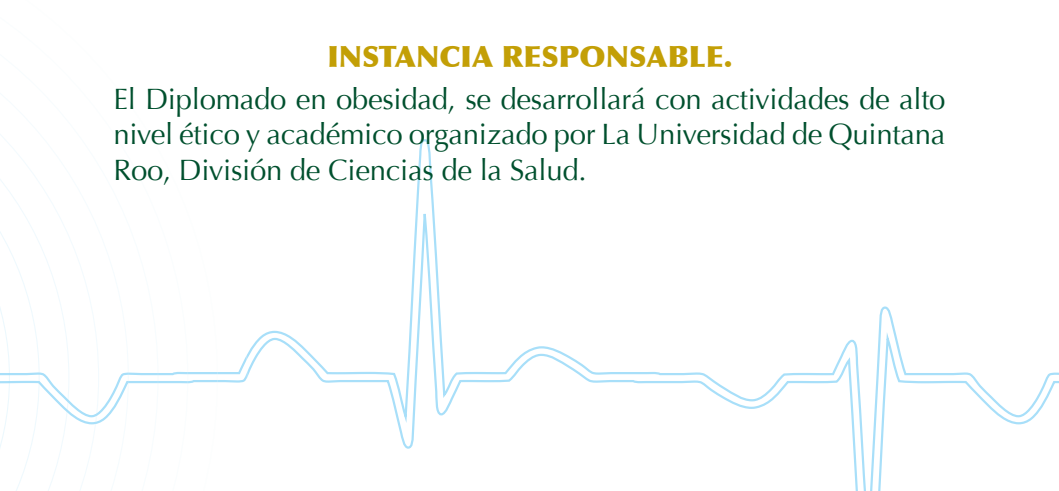 INSTANCIA RESPONSABLE.
El Diplomado en obesidad, se desarrollará con actividades de alto
nivel ético y académico organizado por La Universidad de Quintana
Roo, División de Ciencias de la Salud.